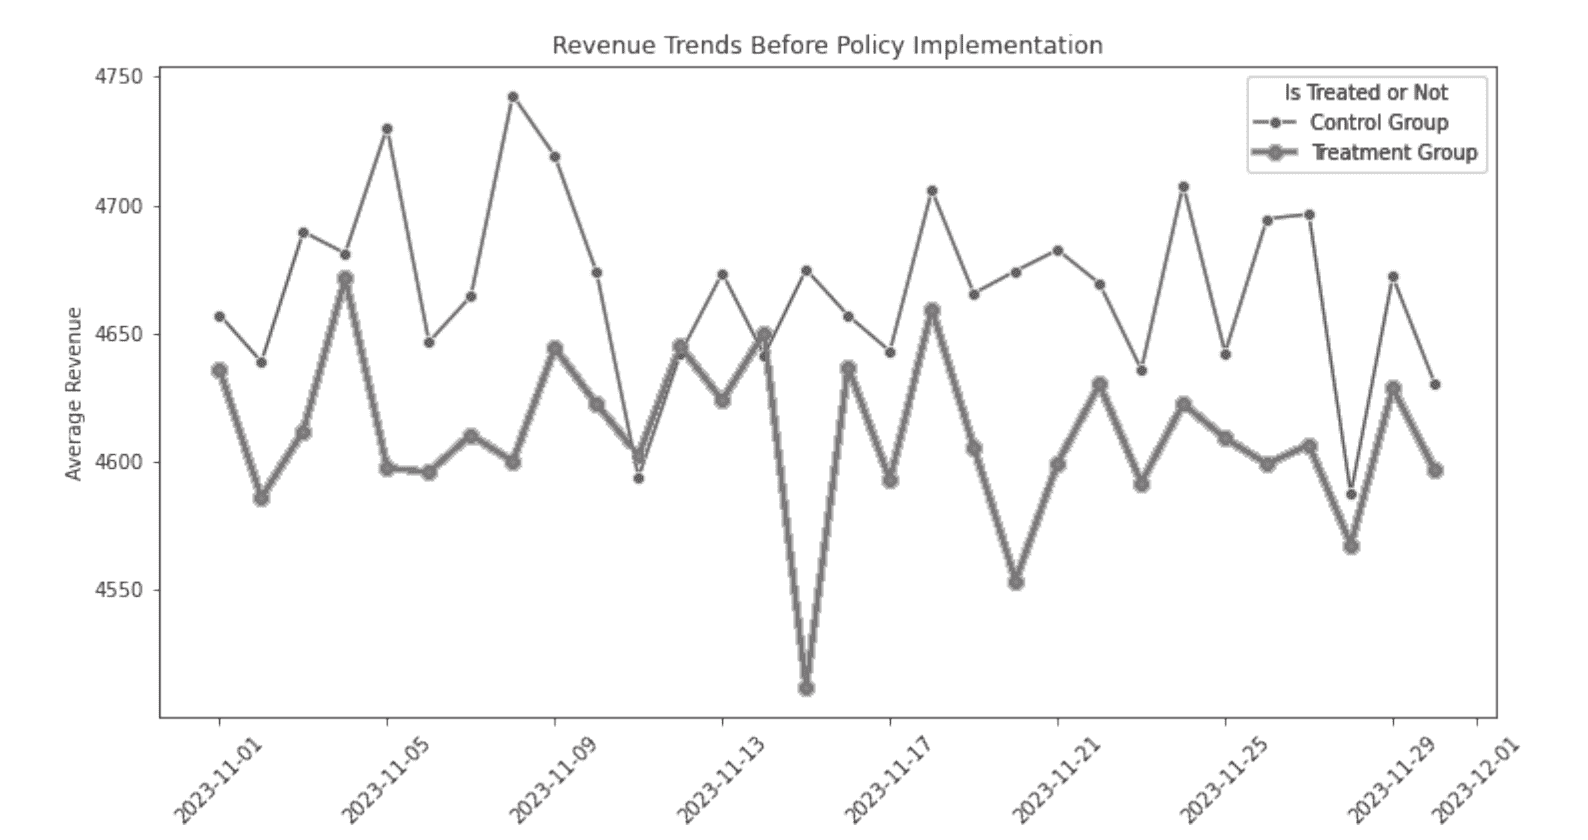 Revenue Trends Before Policy Implementation
4750
4700
4650
4600
4550
Average Revenue
Is Treated or Not
Control Group
Treatment Group
2023-11-01
2023-11-05
2023-11-09
2023-11-13
2023-11-17
2023-11-21
2023-11-25
2023-11-29
2023-12-01